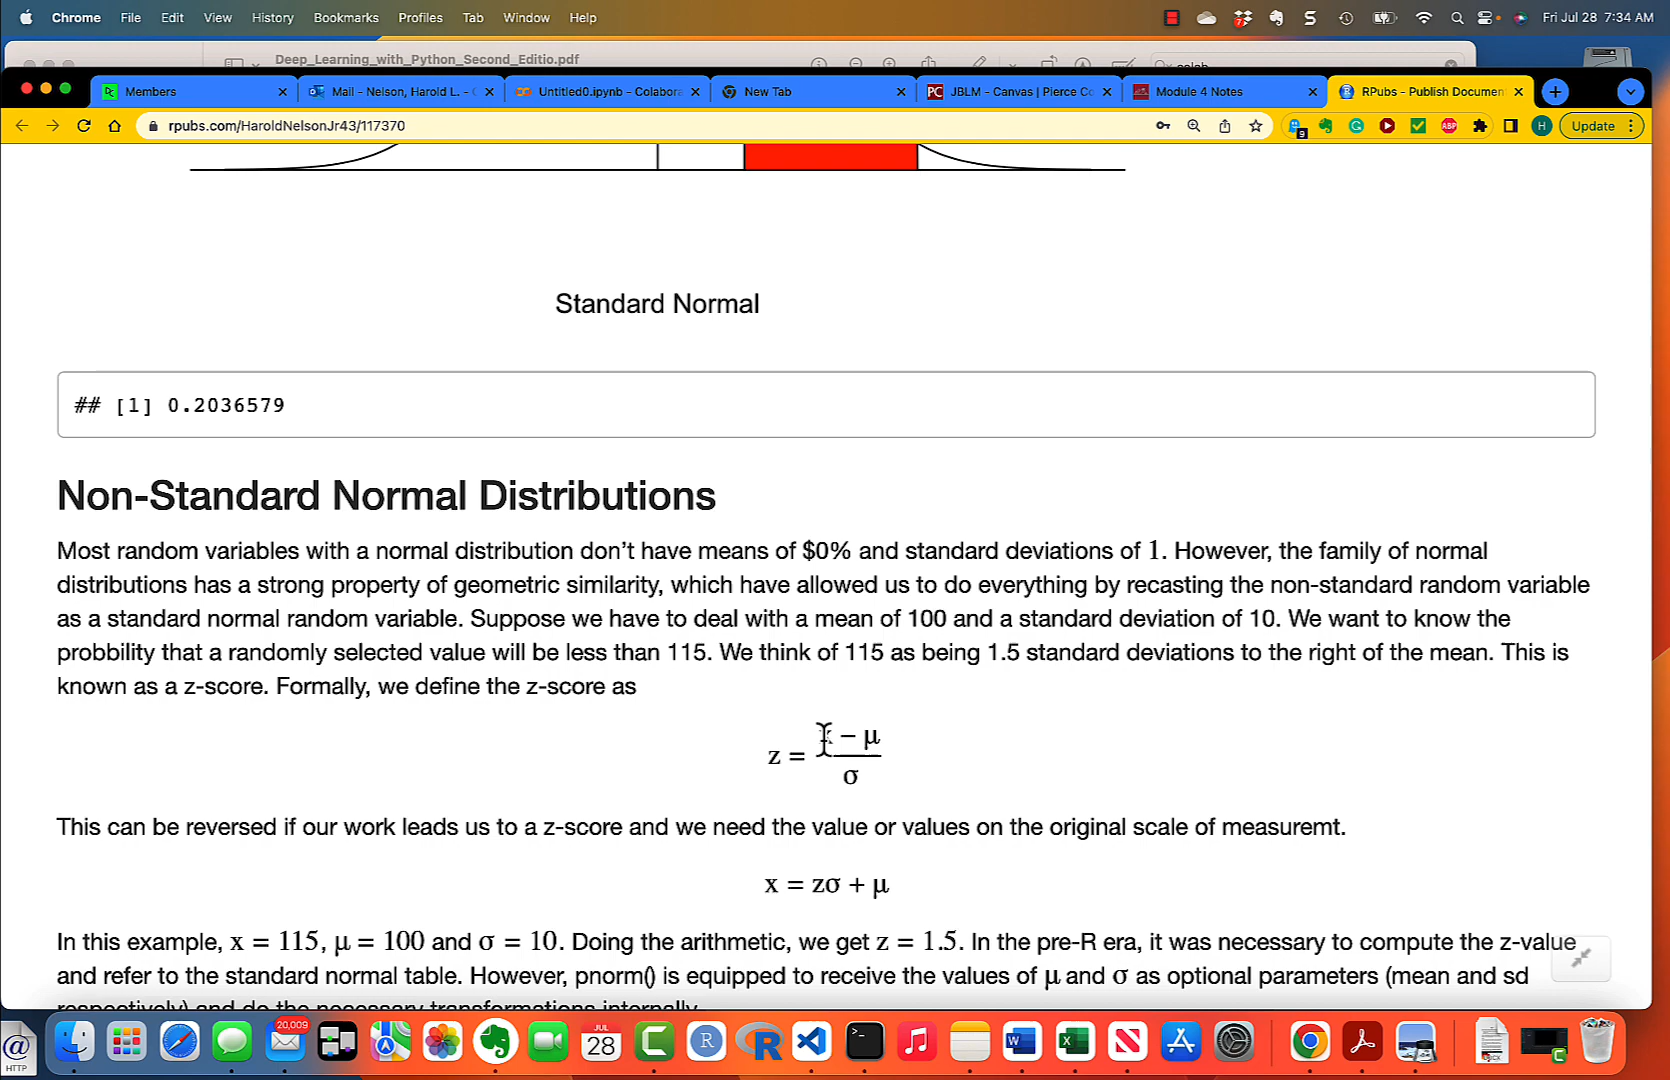 Chrome File Edit View History Bookmarks Profiles Tab Window Help Fri Jul 28 7:34 AM
Deep_Learning_with_Python_Second_Editio.pdf
Members Mail - Nelson, Harold L. - Untitled0.ipynb - Colabora New Tab JBLM - Canvas | Pierce Co Module 4 Notes RPubs - Publish Documen
rpubs.com/HaroldNelsonJr43/117370 9 ABP H Update
Standard Normal
## [1] 0.2036579
Non-Standard Normal Distributions
Most random variables with a normal distribution don’t have means of $0% and standard deviations of 1. However, the family of normal
distributions has a strong property of geometric similarity, which have allowed us to do everything by recasting the non-standard random variable
as a standard normal random variable. Suppose we have to deal with a mean of 100 and a standard deviation of 10. We want to know the
probbility that a randomly selected value will be less than 115. We think of 115 as being 1.5 standard deviations to the right of the mean. This is
known as a z-score. Formally, we define the z-score as
− μ
z =
σ
This can be reversed if our work leads us to a z-score and we need the value or values on the original scale of measuremt.
x = zσ + μ
In this example, x = 115, μ = 100 and σ = 10. Doing the arithmetic, we get z = 1.5. In the pre-R era, it was necessary to compute the z-value
and refer to the standard normal table. However, pnorm() is equipped to receive the values of μ and σ as optional parameters (mean and sd
respectively) and do the necessary transformations internally.
20,009
JUL
28
HTTP